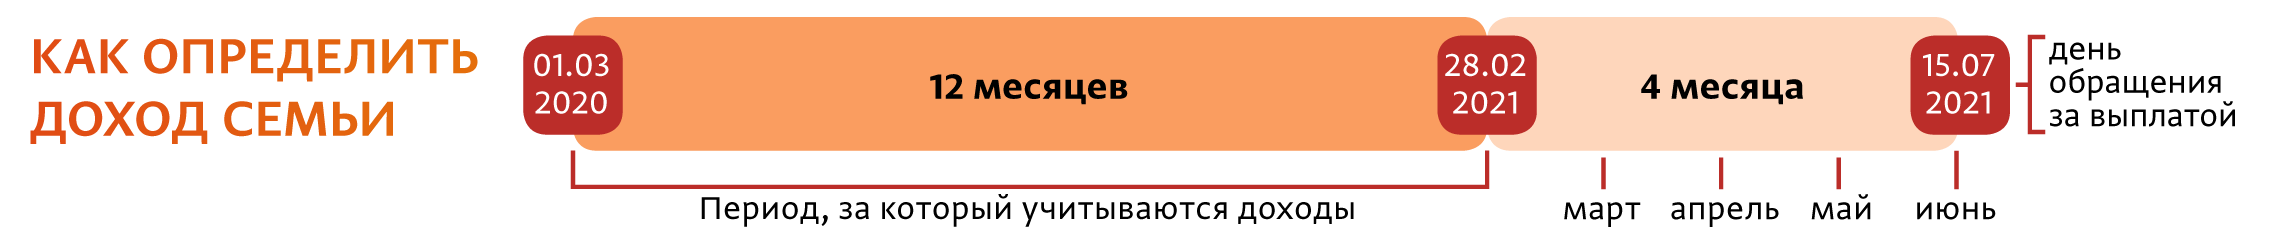 КАК ОПРЕДЕЛИТЬ
ДОХОД СЕМЬИ
01.03
2020
12 месяцев
28.02
2021
4 месяца
15.07
2021
день
обращения
за выплатой
Период, за который учитываются доходы
март
апрель
май
июнь